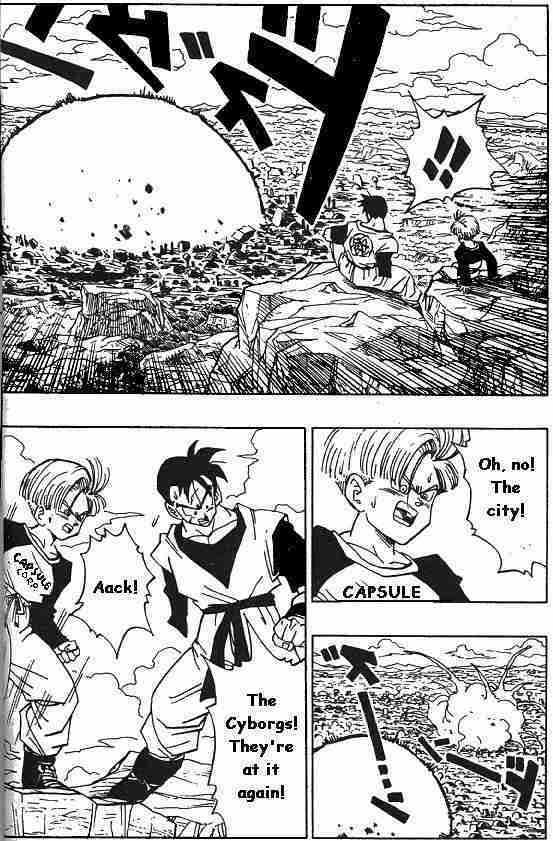 !!
Oh, no!
The
city!
CAPSULE
CAPSULE
CORP.
Aack!
The
Cyborgs!
They're
at it
again!